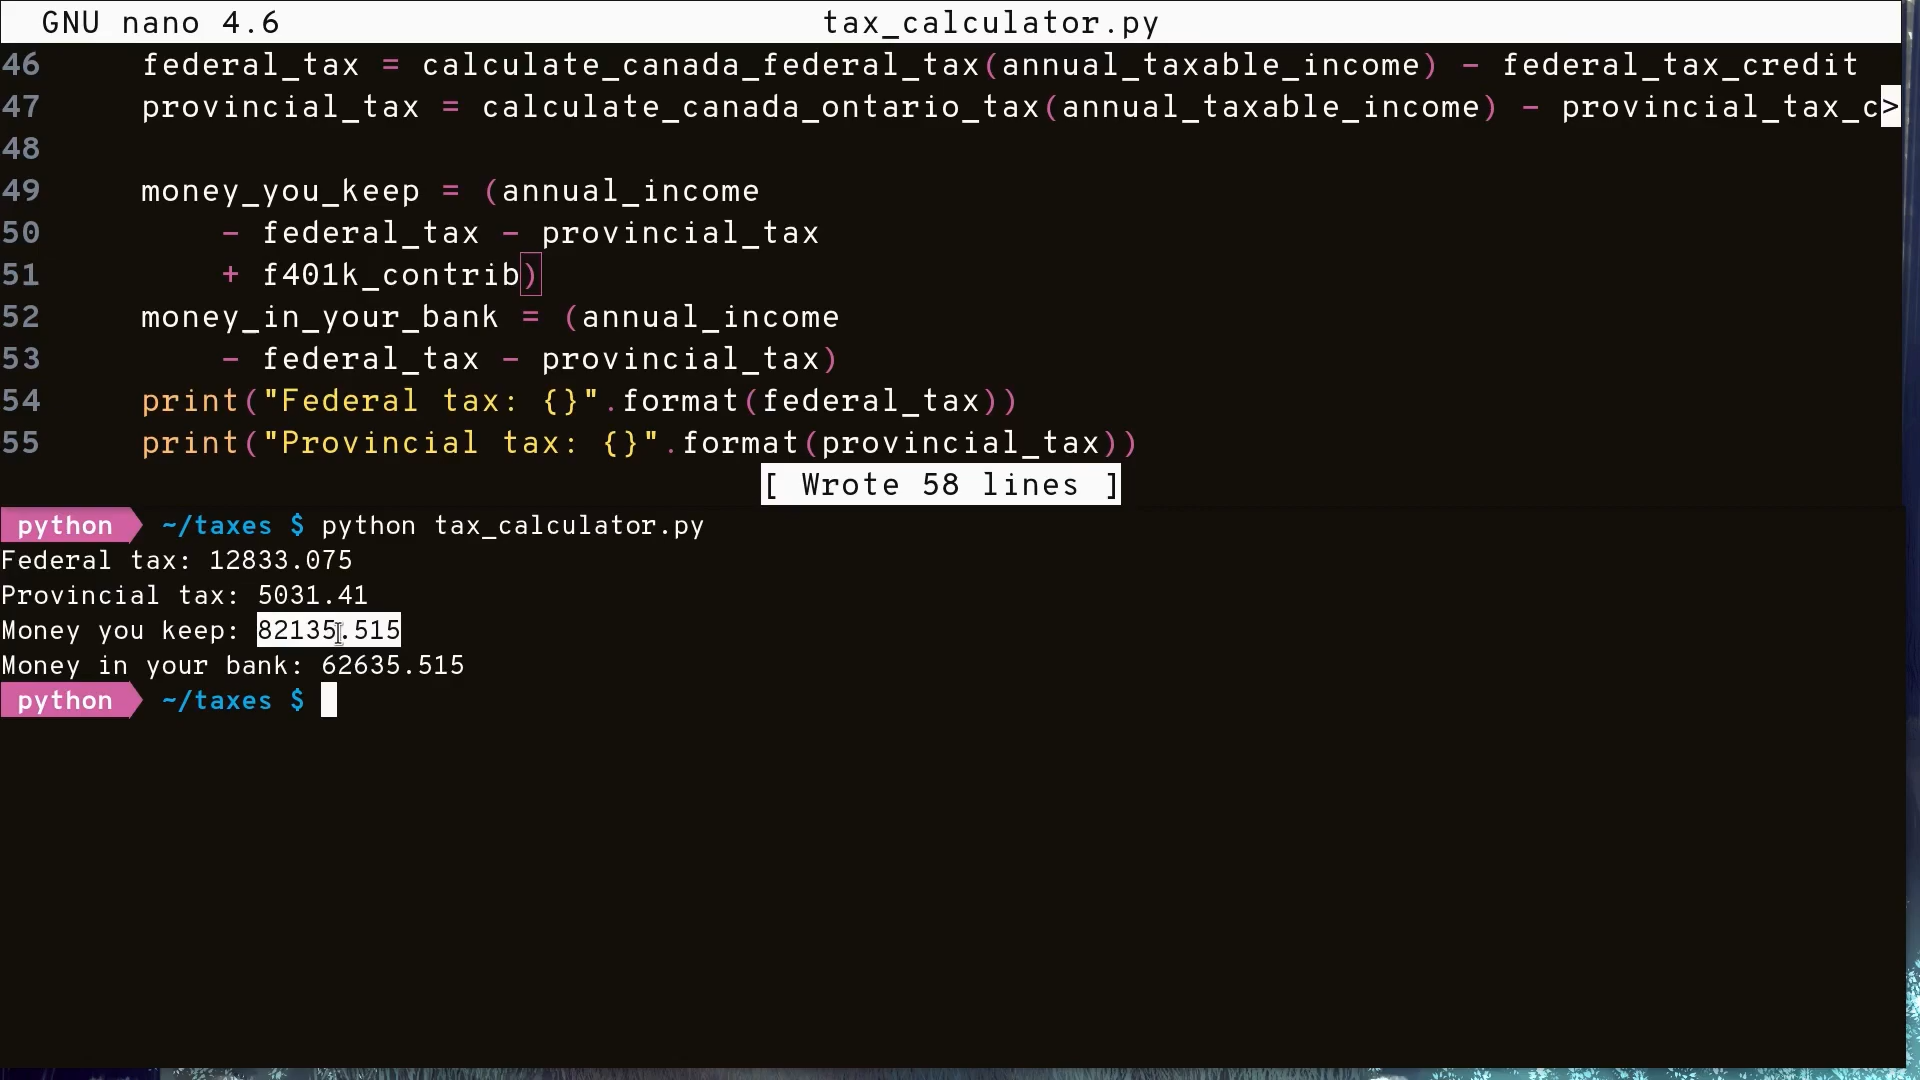 GNU nano 4.6 tax_calculator.py
46 federal_tax = calculate_canada_federal_tax(annual_taxable_income) - federal_tax_credit
47 provincial_tax = calculate_canada_ontario_tax(annual_taxable_income) - provincial_tax_c>
48
49 money_you_keep = (annual_income
50 - federal_tax - provincial_tax
51 + f401k_contrib)
52 money_in_your_bank = (annual_income
53 - federal_tax - provincial_tax)
54 print("Federal tax: {}".format(federal_tax))
55 print("Provincial tax: {}".format(provincial_tax))
[ Wrote 58 lines ]
python ~/taxes $ python tax_calculator.py
Federal tax: 12833.075
Provincial tax: 5031.41
Money you keep: 82135.515
Money in your bank: 62635.515
python ~/taxes $